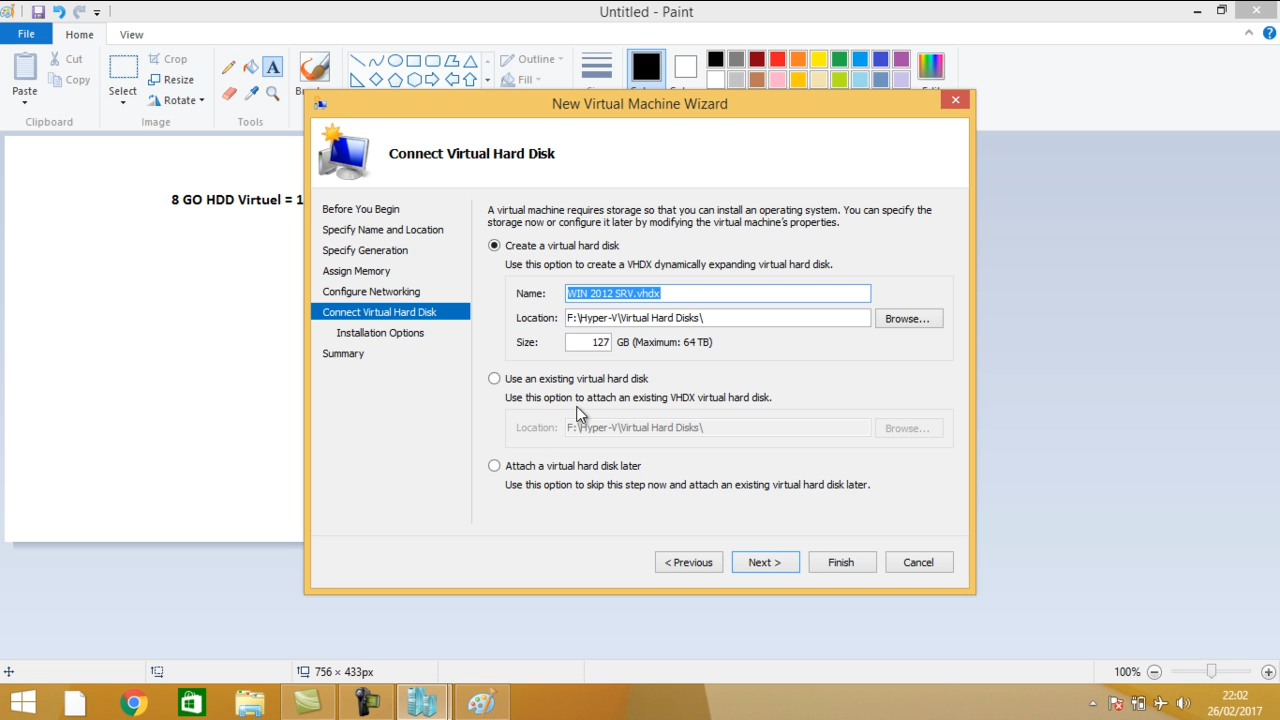 Untitled - Paint
File
Home
View
Paste
Cut
Copy
Clipboard
Select
Crop
Resize
Rotate
Image
Tools
Outline
Fill
8 GO HDD Virtuel = 1
New Virtual Machine Wizard
Connect Virtual Hard Disk
Before You Begin
Specify Name and Location
Specify Generation
Assign Memory
Configure Networking
Connect Virtual Hard Disk
Installation Options
Summary
A virtual machine requires storage so that you can install an operating system. You can specify the
storage now or configure it later by modifying the virtual machine's properties.
Create a virtual hard disk
Use this option to create a VHDX dynamically expanding virtual hard disk.
Name: WIN 2012 SRV.vhdx
Location: F:\Hyper-V\Virtual Hard Disks\ Browse...
Size: 127 GB (Maximum: 64 TB)
Use an existing virtual hard disk
Use this option to attach an existing VHDX virtual hard disk.
Location: F:\Hyper-V\Virtual Hard Disks\ Browse...
Attach a virtual hard disk later
Use this option to skip this step now and attach an existing virtual hard disk later.
< Previous Next > Finish Cancel
756 × 433px
100%
22:02
26/02/2017